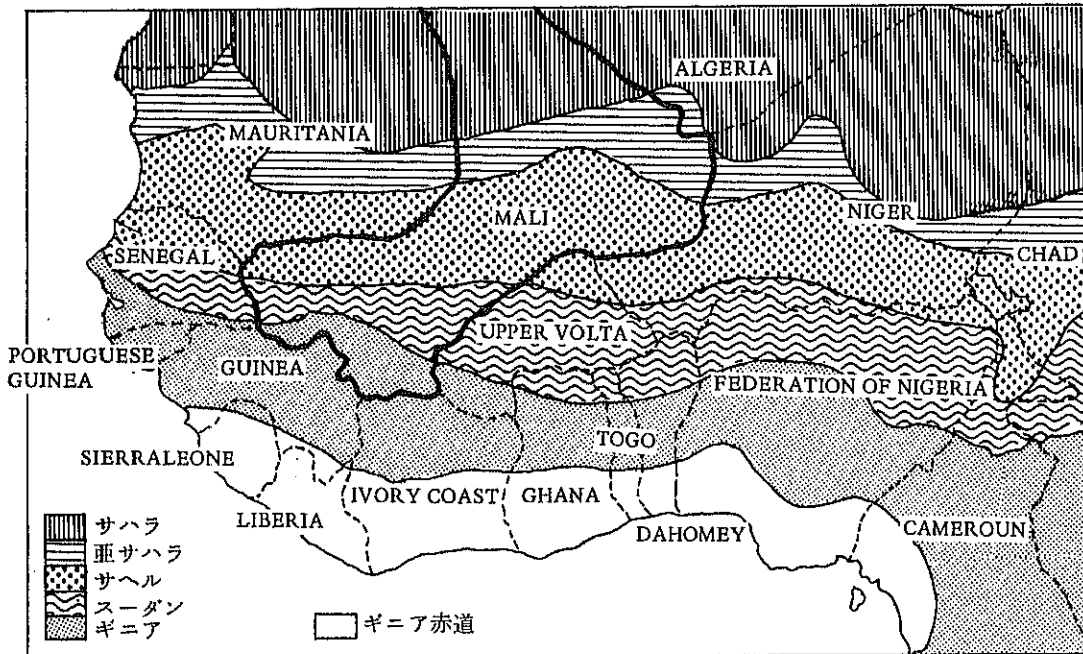 ALGERIA
MAURITANIA
MALI
NIGER
SENEGAL
CHAD
UPPER VOLTA
PORTUGUESE
GUINEA
GUINEA
FEDERATION OF NIGERIA
TOGO
SIERRALEONE
IVORY COAST
GHANA
LIBERIA
DAHOMEY
CAMEROUN
サハラ
亜サハラ
サヘル
スーダン
ギニア
ギニア赤道